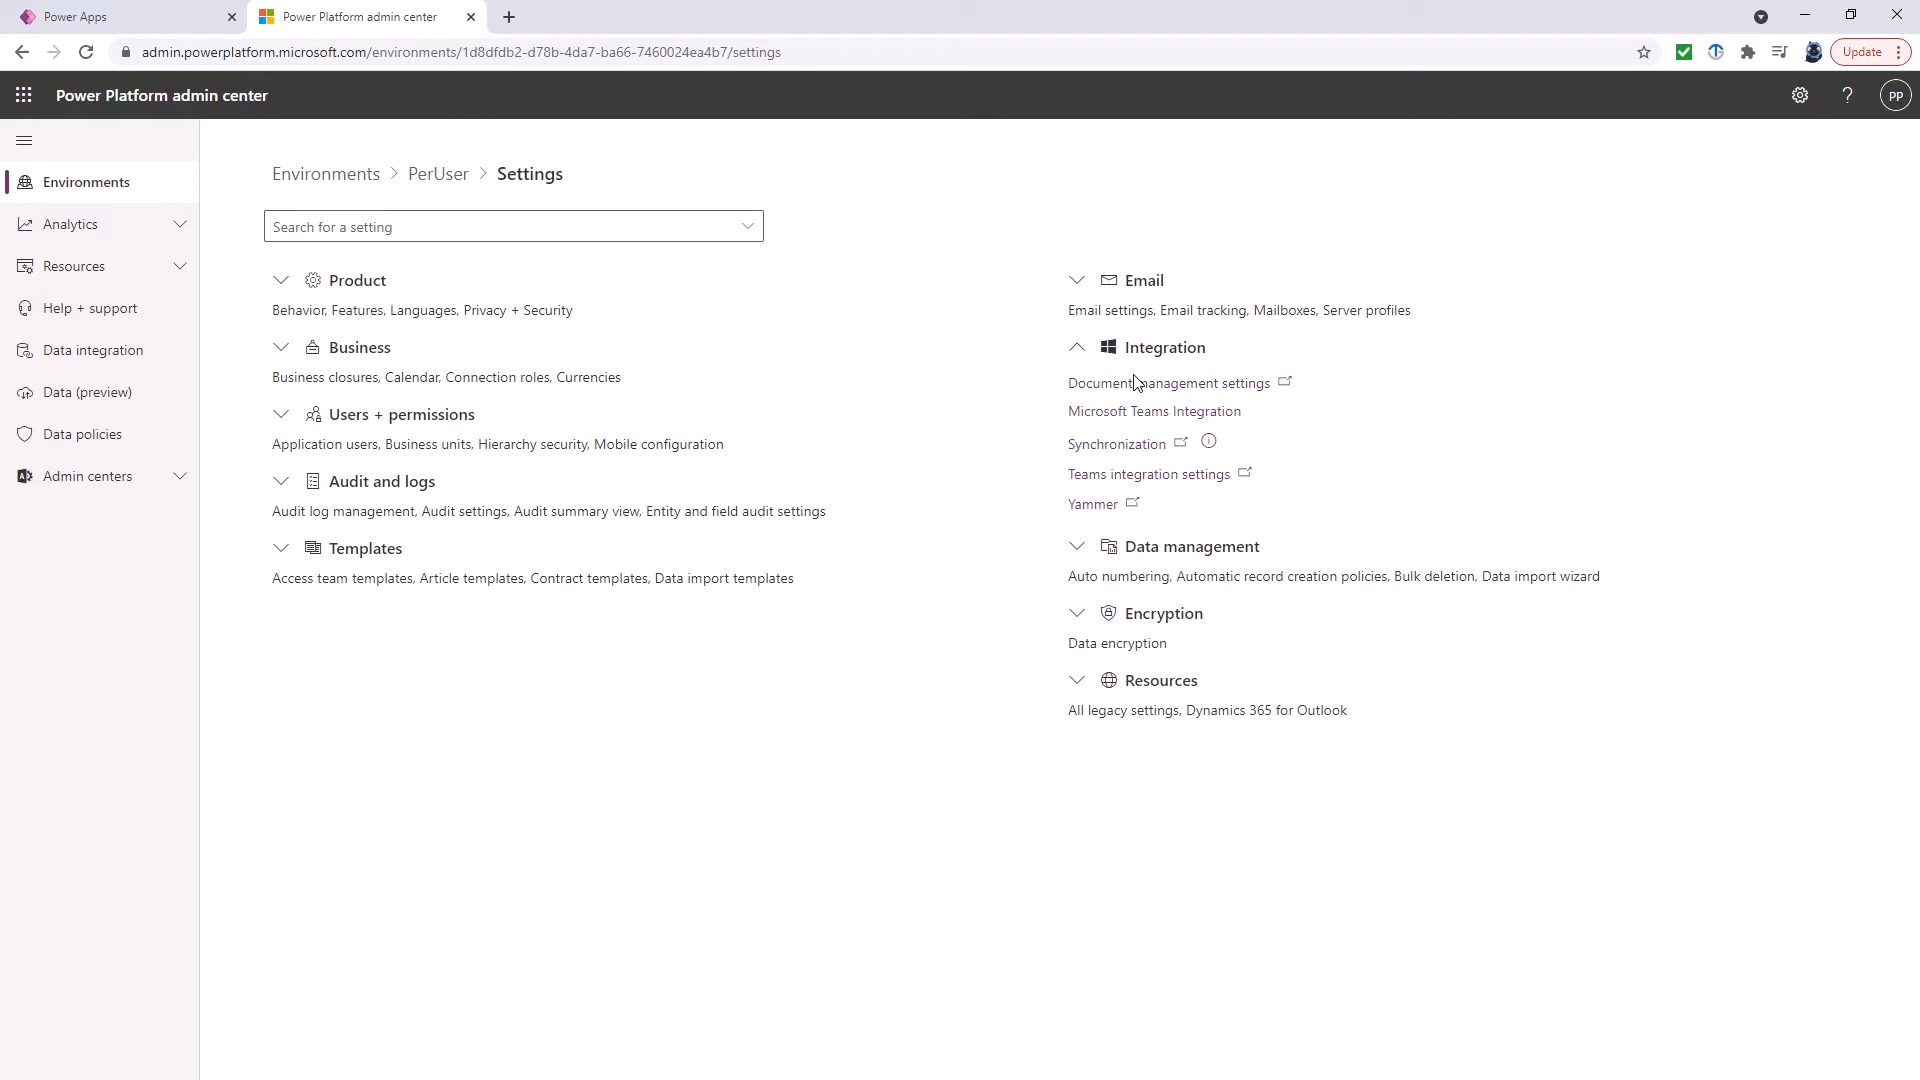 Power Apps
Power Platform admin center
admin.powerplatform.microsoft.com/environments/1d8dfdb2-d78b-4da7-ba66-7460024ea4b7/settings
Update
Power Platform admin center
?
PP
Environments
Analytics
Resources
Help + support
Data integration
Data (preview)
Data policies
Admin centers
Environments > PerUser > Settings
Search for a setting
Product
Behavior, Features, Languages, Privacy + Security
Business
Business closures, Calendar, Connection roles, Currencies
Users + permissions
Application users, Business units, Hierarchy security, Mobile configuration
Audit and logs
Audit log management, Audit settings, Audit summary view, Entity and field audit settings
Templates
Access team templates, Article templates, Contract templates, Data import templates
Email
Email settings, Email tracking, Mailboxes, Server profiles
Integration
Document management settings
Microsoft Teams Integration
Synchronization
Teams integration settings
Yammer
Data management
Auto numbering, Automatic record creation policies, Bulk deletion, Data import wizard
Encryption
Data encryption
Resources
All legacy settings, Dynamics 365 for Outlook